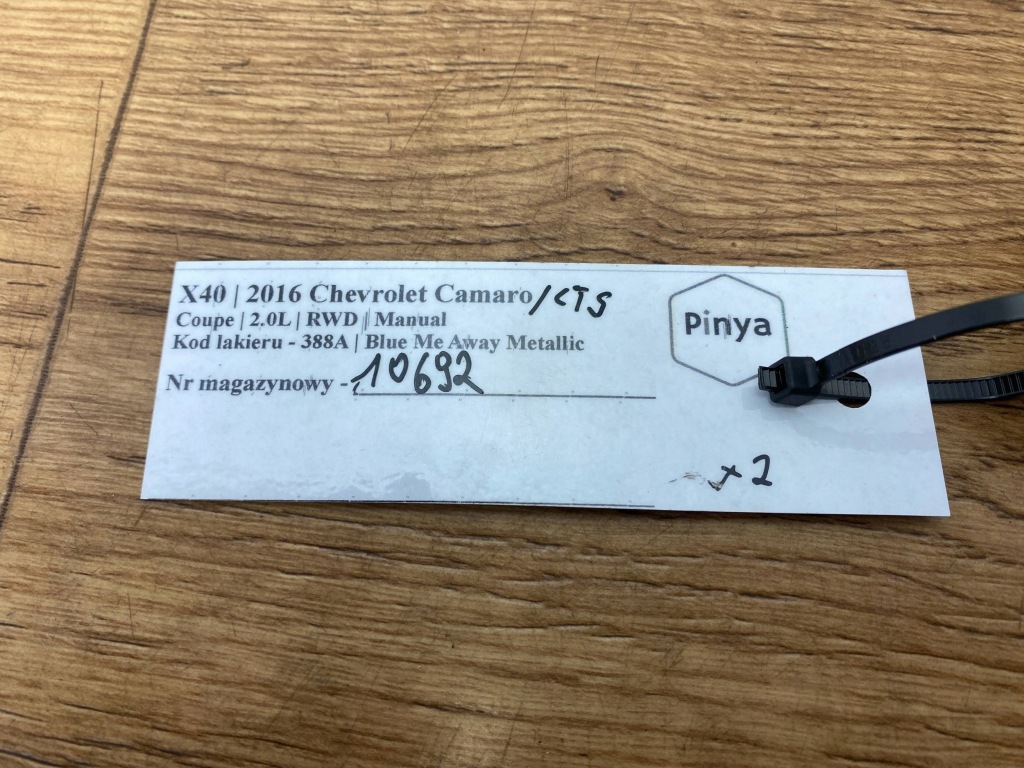 X40 | 2016 Chevrolet Camaro/CTS
Coupe | 2.0L | RWD | Manual
Kod lakieru - 388A | Blue Me Away Metallic
Nr magazynowy - 10692
Pinya
x2